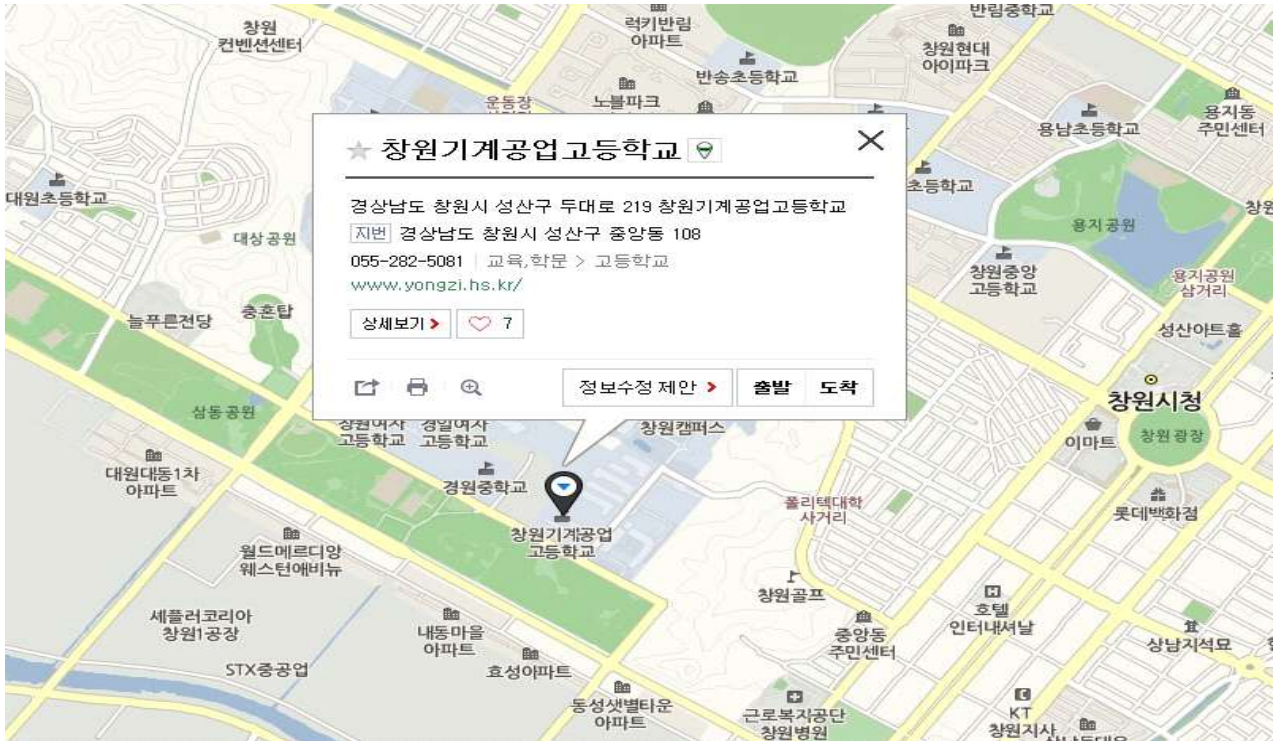 창원
컨벤션센터
럭키반림
아파트
반림중학교
창원현대
아이파크
반송초등학교
노블파크
운동장
용지동
주민센터
용남초등학교
대원초등학교
대상공원
초등학교
용지공원
창원중앙
고등학교
용지공원
삼거리
늘푸른전당
충혼탑
성산아트홀
창원기계공업고등학교
경상남도 창원시 성산구 두대로 219 창원기계공업고등학교
지번 경상남도 창원시 성산구 중앙동 108
055-282-5081 교육,학문 > 고등학교
www.yongzi.hs.kr/
상세보기 > 7
정보수정 제안 > 출발 도착
삼동공원
창원여자
고등학교
경일여자
고등학교
창원캠퍼스
창원시청
이마트
창원광장
대원대동1차
아파트
경원중학교
창원기계공업
고등학교
폴리텍대학
사거리
롯데백화점
월드메르디앙
웨스턴애비뉴
창원골프
호텔
인터내셔날
세플러코리아
창원1공장
내동마을
아파트
중앙동
주민센터
상남지석묘
STX중공업
효성아파트
동성샛별타운
아파트
근로복지공단
창원병원
KT
창원지사